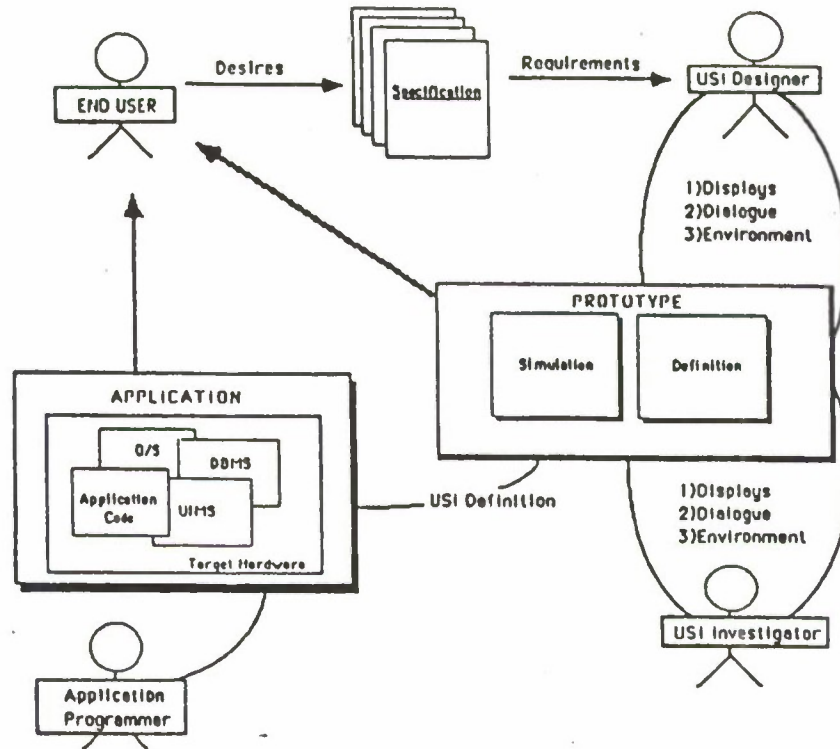 Desires
Requirements
END USER
Specification
USI Designer
1)Displays
2)Dialogue
3)Environment
PROTOTYPE
Simulation
Definition
APPLICATION
O/S
DBMS
Application
Code
UIMS
Target Hardware
USI Definition
1)Displays
2)Dialogue
3)Environment
USI Investigator
Application
Programmer